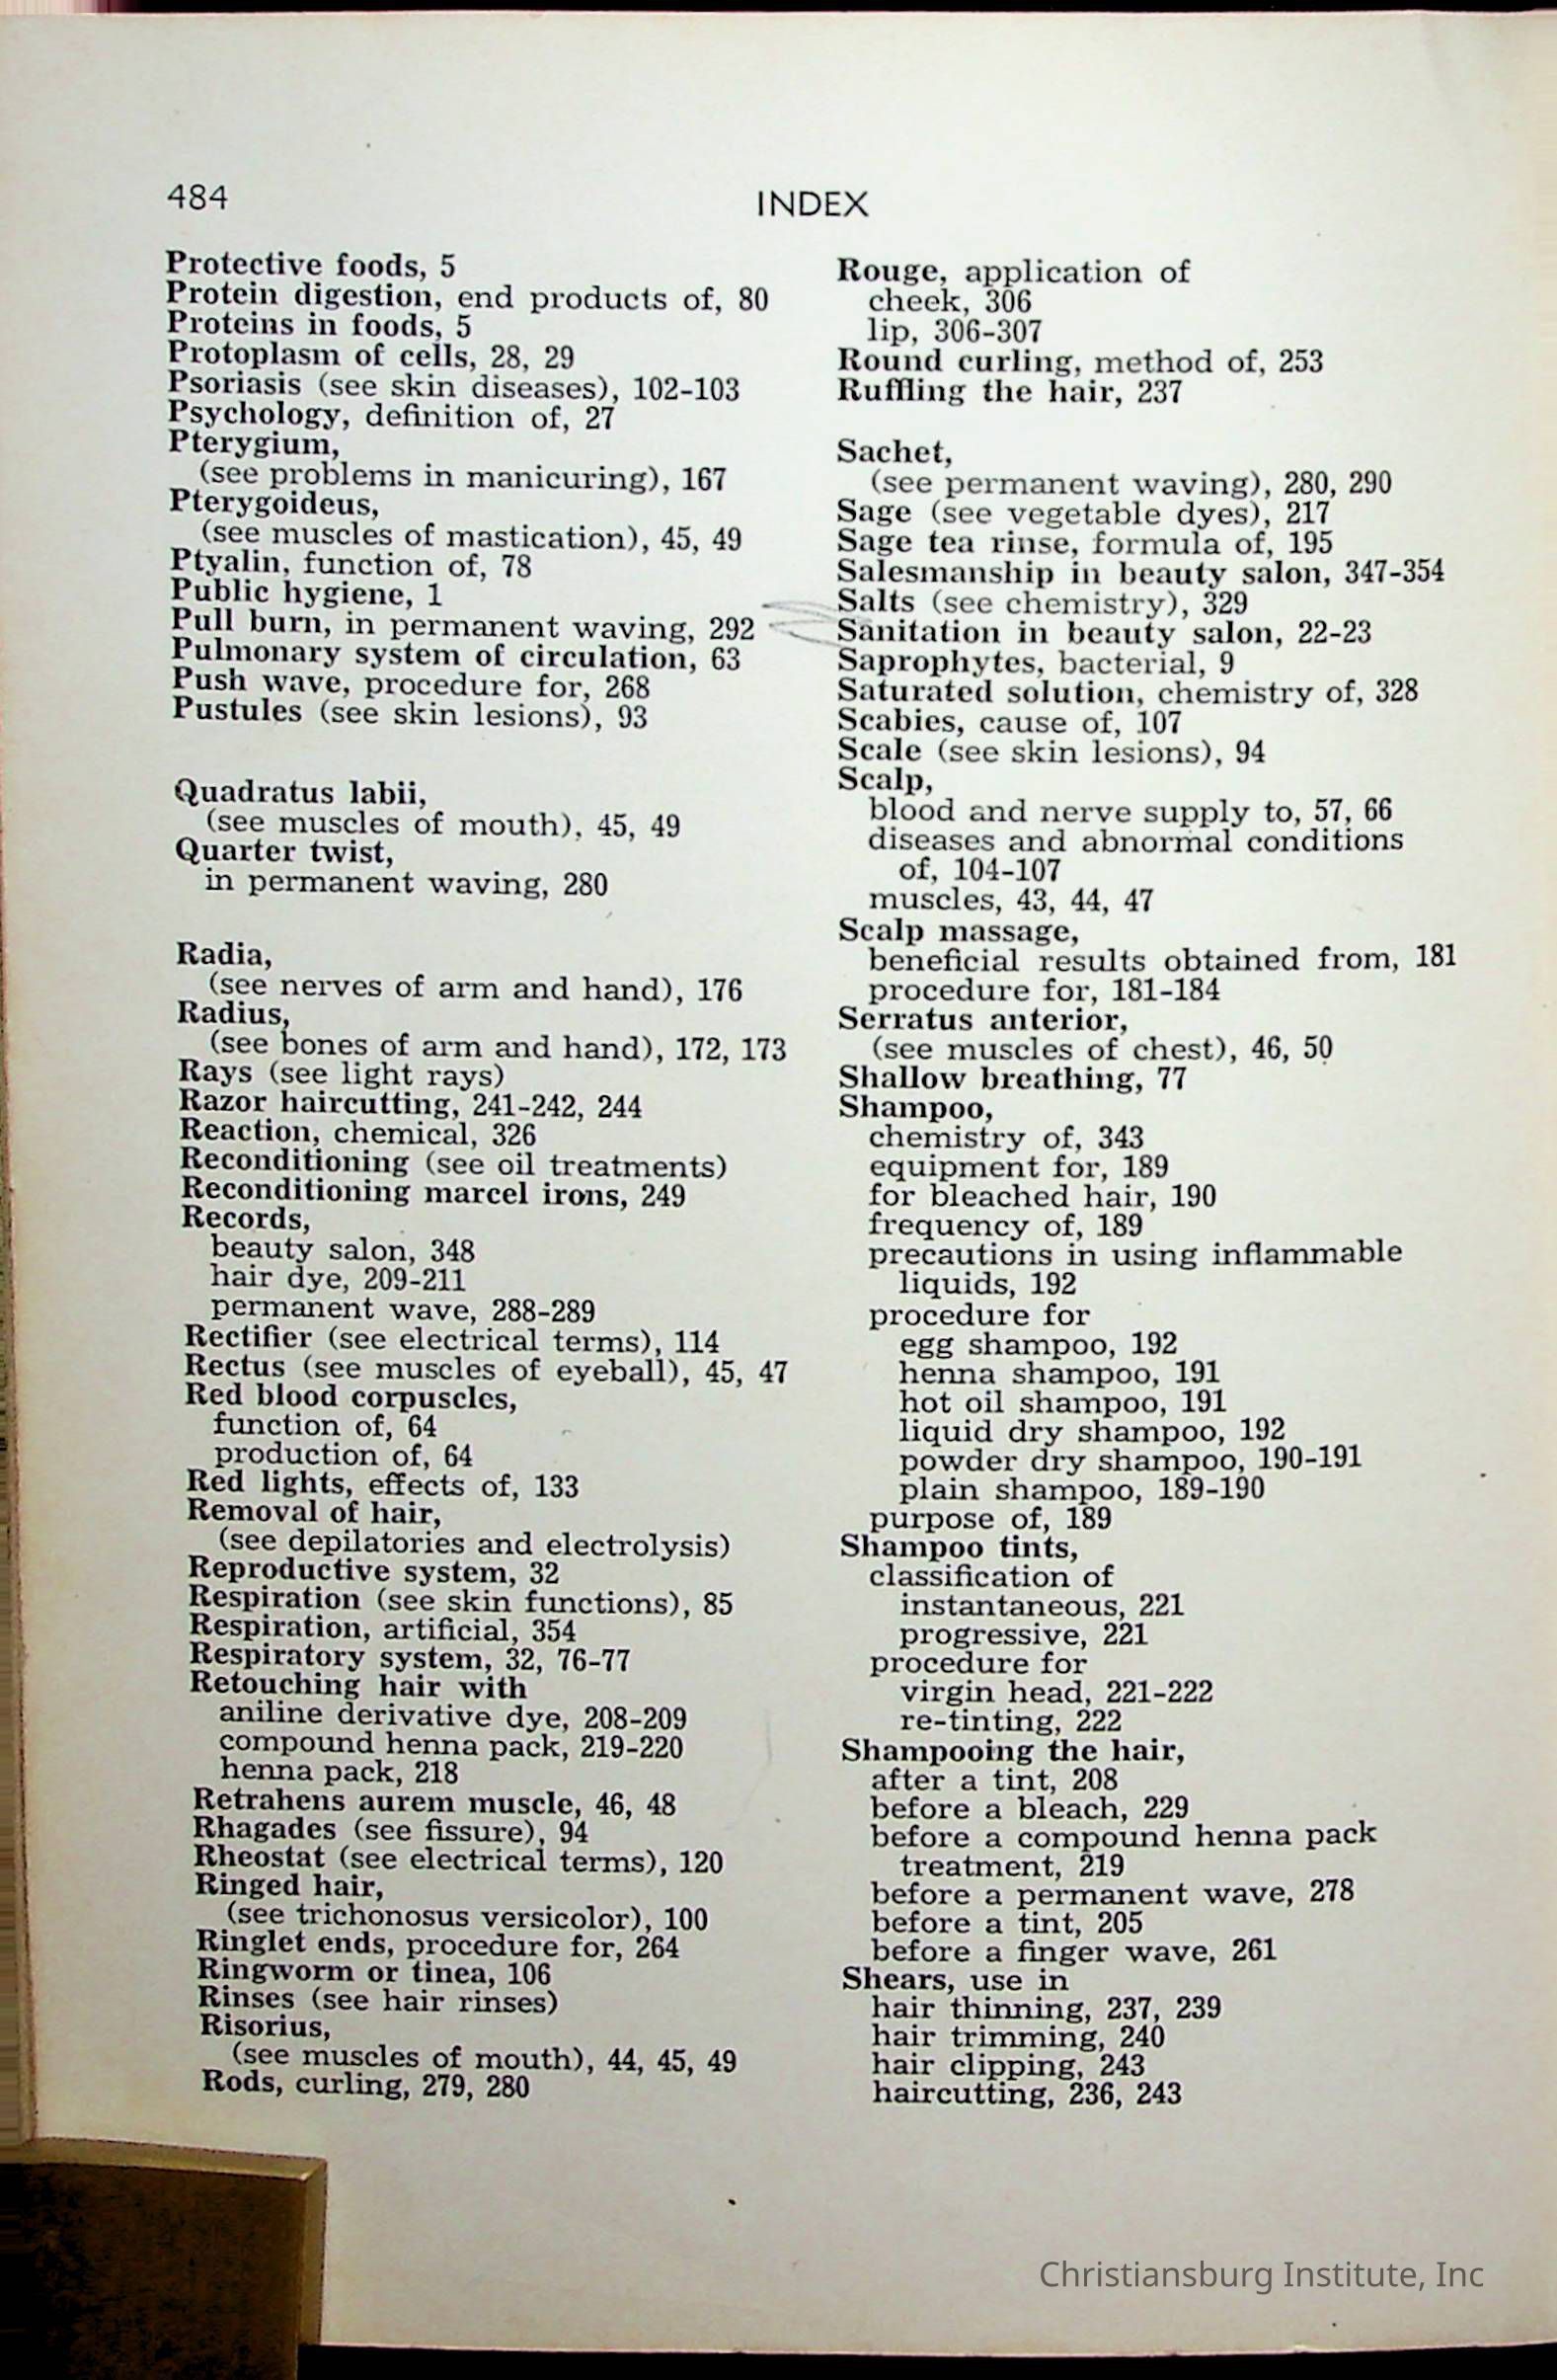 484
INDEX
Protective foods, 5
Protein digestion, end products of, 80
Proteins in foods, 5
Protoplasm of cells, 28, 29
Psoriasis (see skin diseases), 102-103
Psychology, definition of, 27
Pterygium,
(see problems in manicuring), 167
Pterygoideus,
(see muscles of mastication), 45, 49
Ptyalin, function of, 78
Public hygiene, 1
Pull burn, in permanent waving, 292
Pulmonary system of circulation, 63
Push wave, procedure for, 268
Pustules (see skin lesions), 93
Quadratus labii,
(see muscles of mouth), 45, 49
Quarter twist,
in permanent waving, 280
Radia,
(see nerves of arm and hand), 176
Radius,
(see bones of arm and hand), 172, 173
Rays (see light rays)
Razor haircutting, 241-242, 244
Reaction, chemical, 326
Reconditioning (see oil treatments)
Reconditioning marcel irons, 249
Records,
beauty salon, 348
hair dye, 209-211
permanent wave, 288-289
Rectifier (see electrical terms), 114
Rectus (see muscles of eyeball), 45, 47
Red blood corpuscles,
function of, 64
production of, 64
Red lights, effects of, 133
Removal of hair,
(see depilatories and electrolysis)
Reproductive system, 32
Respiration (see skin functions), 85
Respiration, artificial, 354
Respiratory system, 32, 76-77
Retouching hair with
aniline derivative dye, 208-209
compound henna pack, 219-220
henna pack, 218
Retrahens aurem muscle, 46, 48
Rhagades (see fissure), 94
Rheostat (see electrical terms), 120
Ringed hair,
(see trichonosus versicolor), 100
Ringlet ends, procedure for, 264
Ringworm or tinea, 106
Rinses (see hair rinses)
Risorius,
(see muscles of mouth), 44, 45, 49
Rods, curling, 279, 280
Rouge, application of
cheek, 306
lip, 306-307
Round curling, method of, 253
Ruffling the hair, 237
Sachet,
(see permanent waving), 280, 290
Sage (see vegetable dyes), 217
Sage tea rinse, formula of, 195
Salesmanship in beauty salon, 347-354
Salts (see chemistry), 329
Sanitation in beauty salon, 22-23
Saprophytes, bacterial, 9
Saturated solution, chemistry of, 328
Scabies, cause of, 107
Scale (see skin lesions), 94
Scalp,
blood and nerve supply to, 57, 66
diseases and abnormal conditions
of, 104-107
muscles, 43, 44, 47
Scalp massage,
beneficial results obtained from, 181
procedure for, 181-184
Serratus anterior,
(see muscles of chest), 46, 50
Shallow breathing, 77
Shampoo,
chemistry of, 343
equipment for, 189
for bleached hair, 190
frequency of, 189
precautions in using inflammable
liquids, 192
procedure for
egg shampoo, 192
henna shampoo, 191
hot oil shampoo, 191
liquid dry shampoo, 192
powder dry shampoo, 190-191
plain shampoo, 189-190
purpose of, 189
Shampoo tints,
classification of
instantaneous, 221
progressive, 221
procedure for
virgin head, 221-222
re-tinting, 222
Shampooing the hair,
after a tint, 208
before a bleach, 229
before a compound henna pack
treatment, 219
before a permanent wave, 278
before a tint, 205
before a finger wave, 261
Shears, use in
hair thinning, 237, 239
hair trimming, 240
hair clipping, 243
haircutting, 236, 243
Christiansburg Institute, Inc